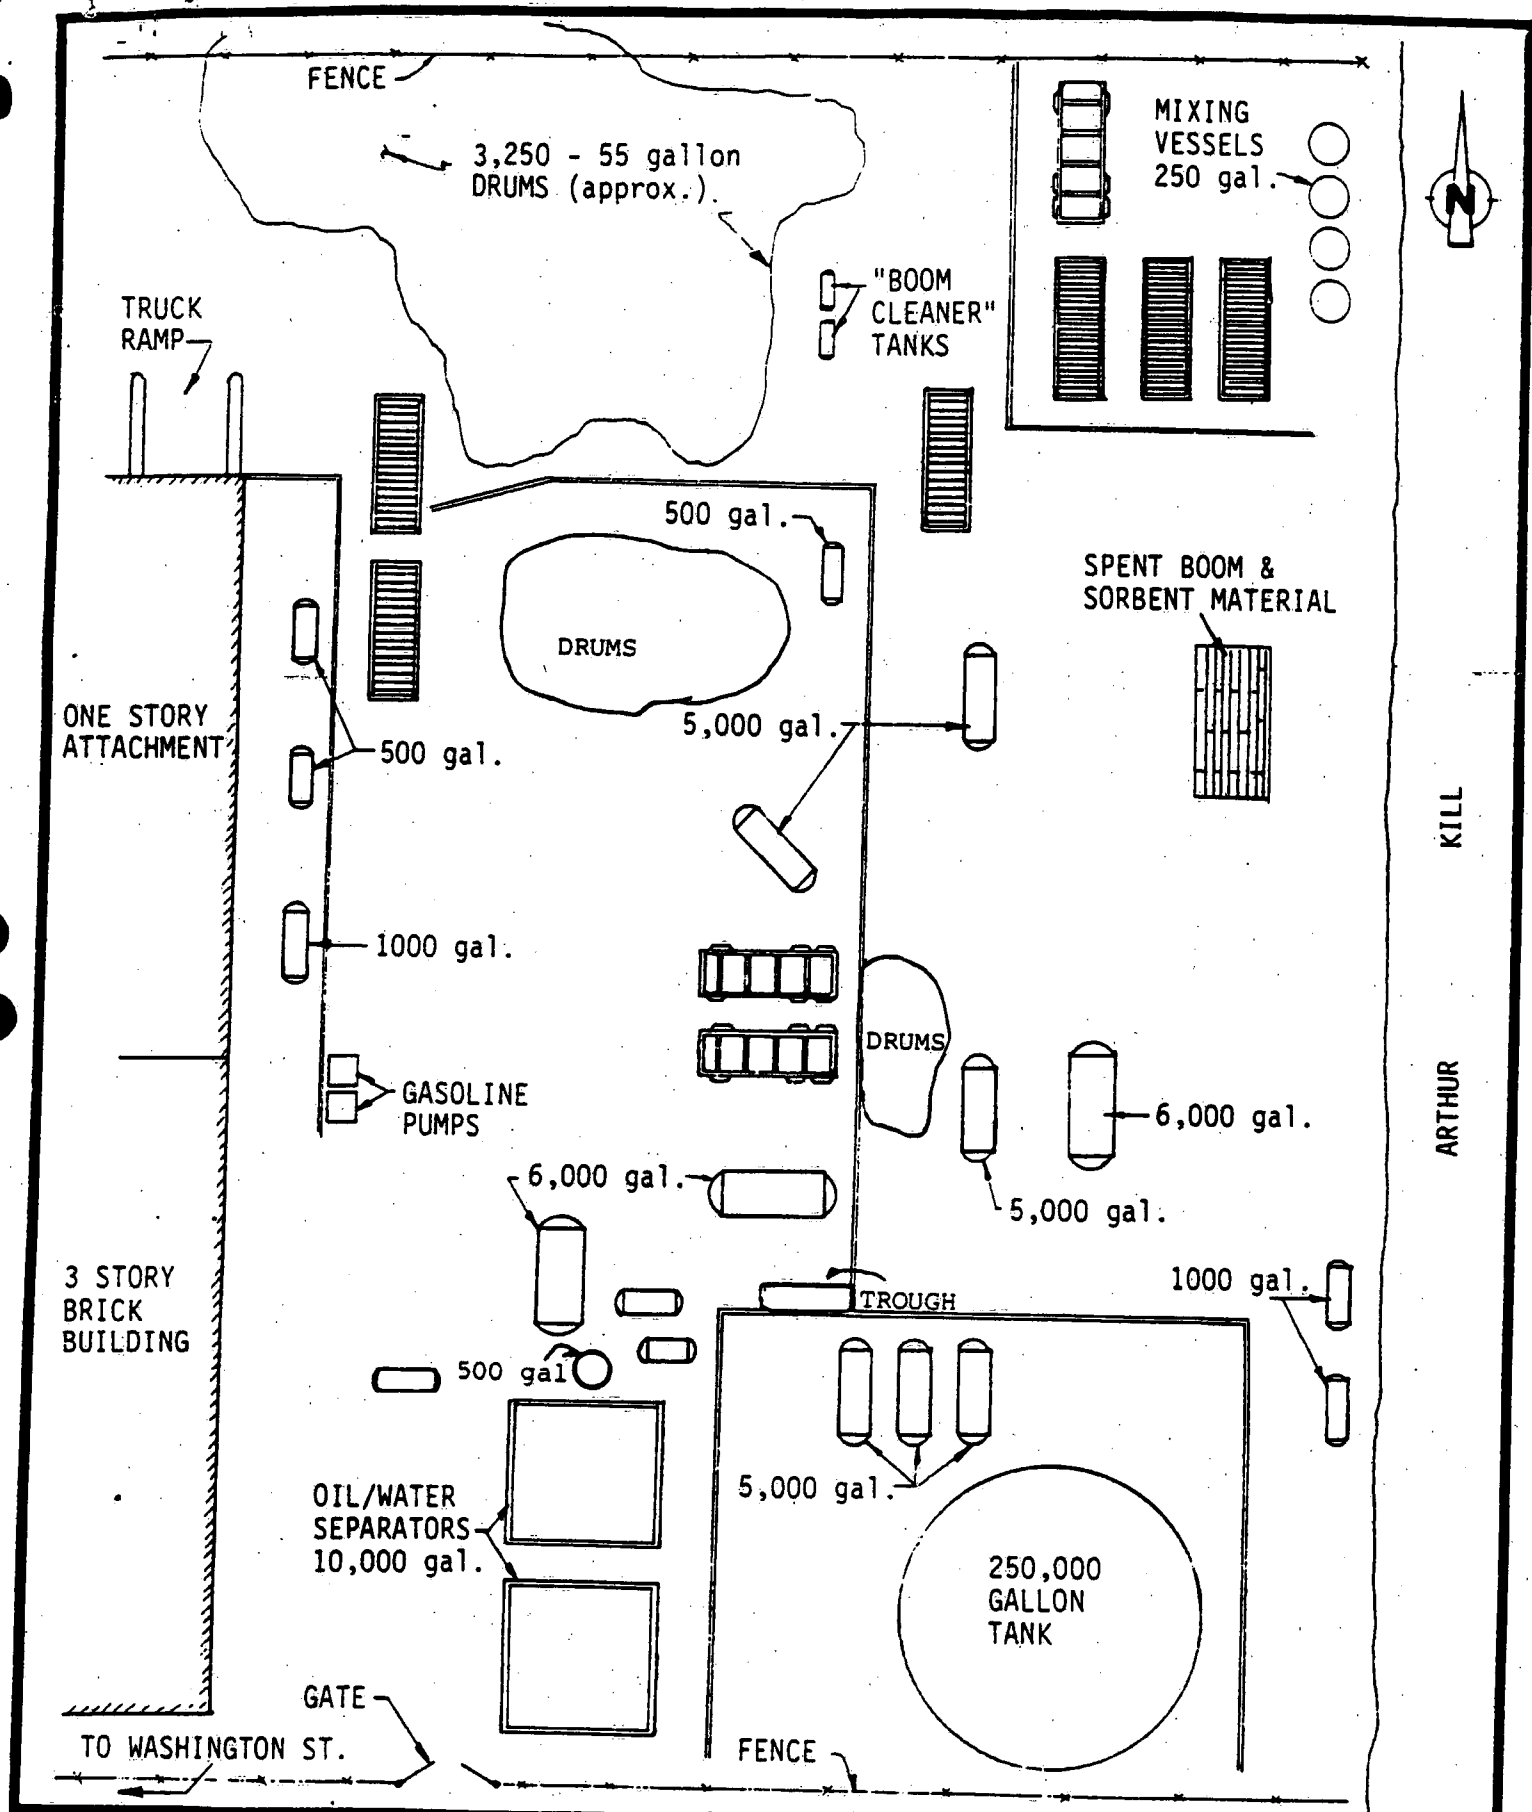 FENCE
3,250 - 55 gallon
DRUMS (approx.).
MIXING
VESSELS
250 gal.
N
"BOOM
CLEANER"
TANKS
TRUCK
RAMP
500 gal.
SPENT BOOM &
SORBENT MATERIAL
DRUMS
5,000 gal.
ONE STORY
ATTACHMENT
500 gal.
1000 gal.
DRUMS
GASOLINE
PUMPS
6,000 gal.
6,000 gal.
5,000 gal.
ARTHUR KILL
3 STORY
BRICK
BUILDING
1000 gal.
TROUGH
500 gal
5,000 gal.
OIL/WATER
SEPARATORS
10,000 gal.
250,000
GALLON
TANK
GATE
TO WASHINGTON ST.
FENCE